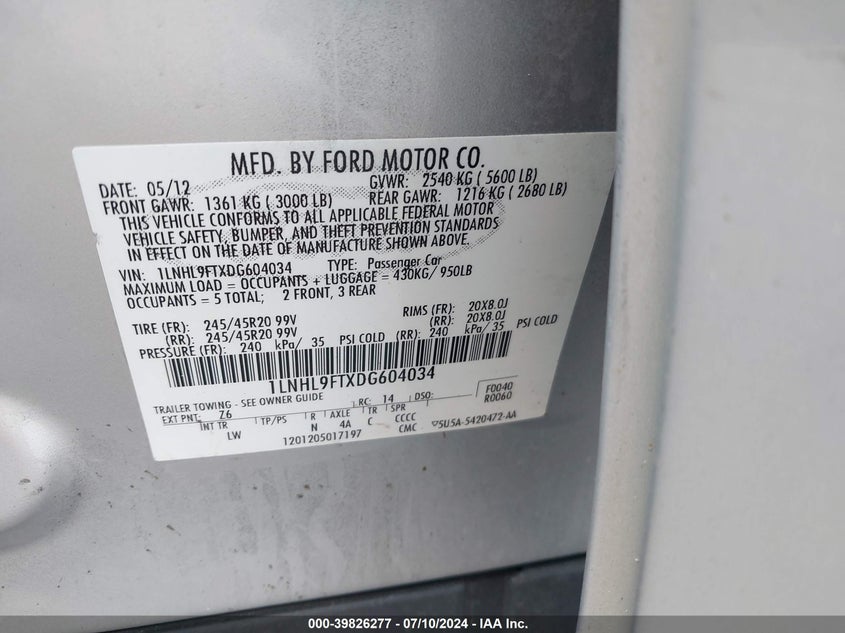 MFD. BY FORD MOTOR CO.
DATE: 05/12 GVWR: 2540 KG ( 5600 LB)
FRONT GAWR: 1361 KG ( 3000 LB) REAR GAWR: 1216 KG ( 2680 LB)
THIS VEHICLE CONFORMS TO ALL APPLICABLE FEDERAL MOTOR
VEHICLE SAFETY, BUMPER, AND THEFT PREVENTION STANDARDS
IN EFFECT ON THE DATE OF MANUFACTURE SHOWN ABOVE.
VIN: 1LNHL9FTXDG604034 TYPE: Passenger Car
MAXIMUM LOAD = OCCUPANTS + LUGGAGE = 430KG/ 950LB
OCCUPANTS = 5 TOTAL; 2 FRONT, 3 REAR
TIRE (FR): 245/45R20 99V RIMS (FR): 20X8.0J
(RR): 245/45R20 99V (RR): 20X8.0J
PRESSURE (FR): 240 kPa/ 35 PSI COLD (RR): 240 kPa/ 35 PSI COLD
1LNHL9FTXDG604034
TRAILER TOWING - SEE OWNER GUIDE
EXT PNT: Z6 RC: 14 DSO: F0040
INT TR TP/PS R AXLE TR SPR R0060
LW N 4A C CCCC
1201205017197 CMC ▽5U5A-5420472-AA
000-39826277 - 07/10/2024 - IAA Inc.